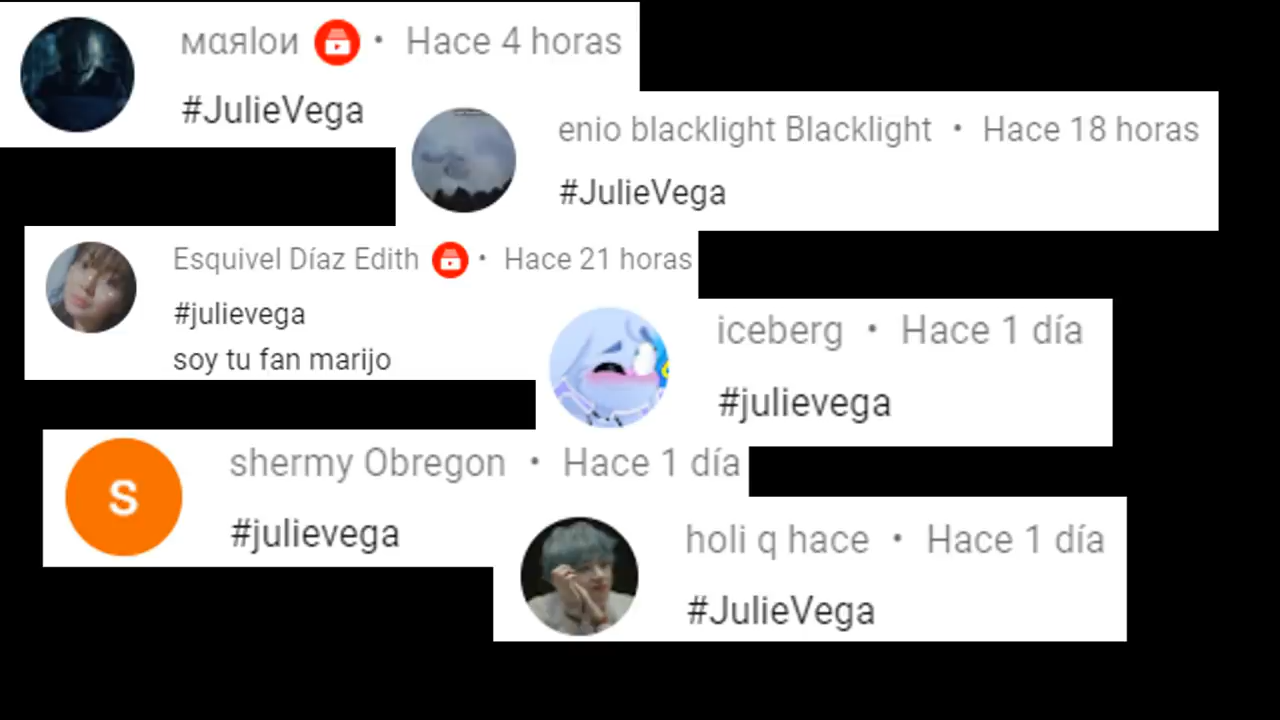 мαяloи • Hace 4 horas
#JulieVega
enio blacklight Blacklight • Hace 18 horas
#JulieVega
Esquivel Díaz Edith • Hace 21 horas
#julievega
soy tu fan marijo
iceberg • Hace 1 día
#julievega
shermy Obregon • Hace 1 día
S
#julievega
holi q hace • Hace 1 día
#JulieVega